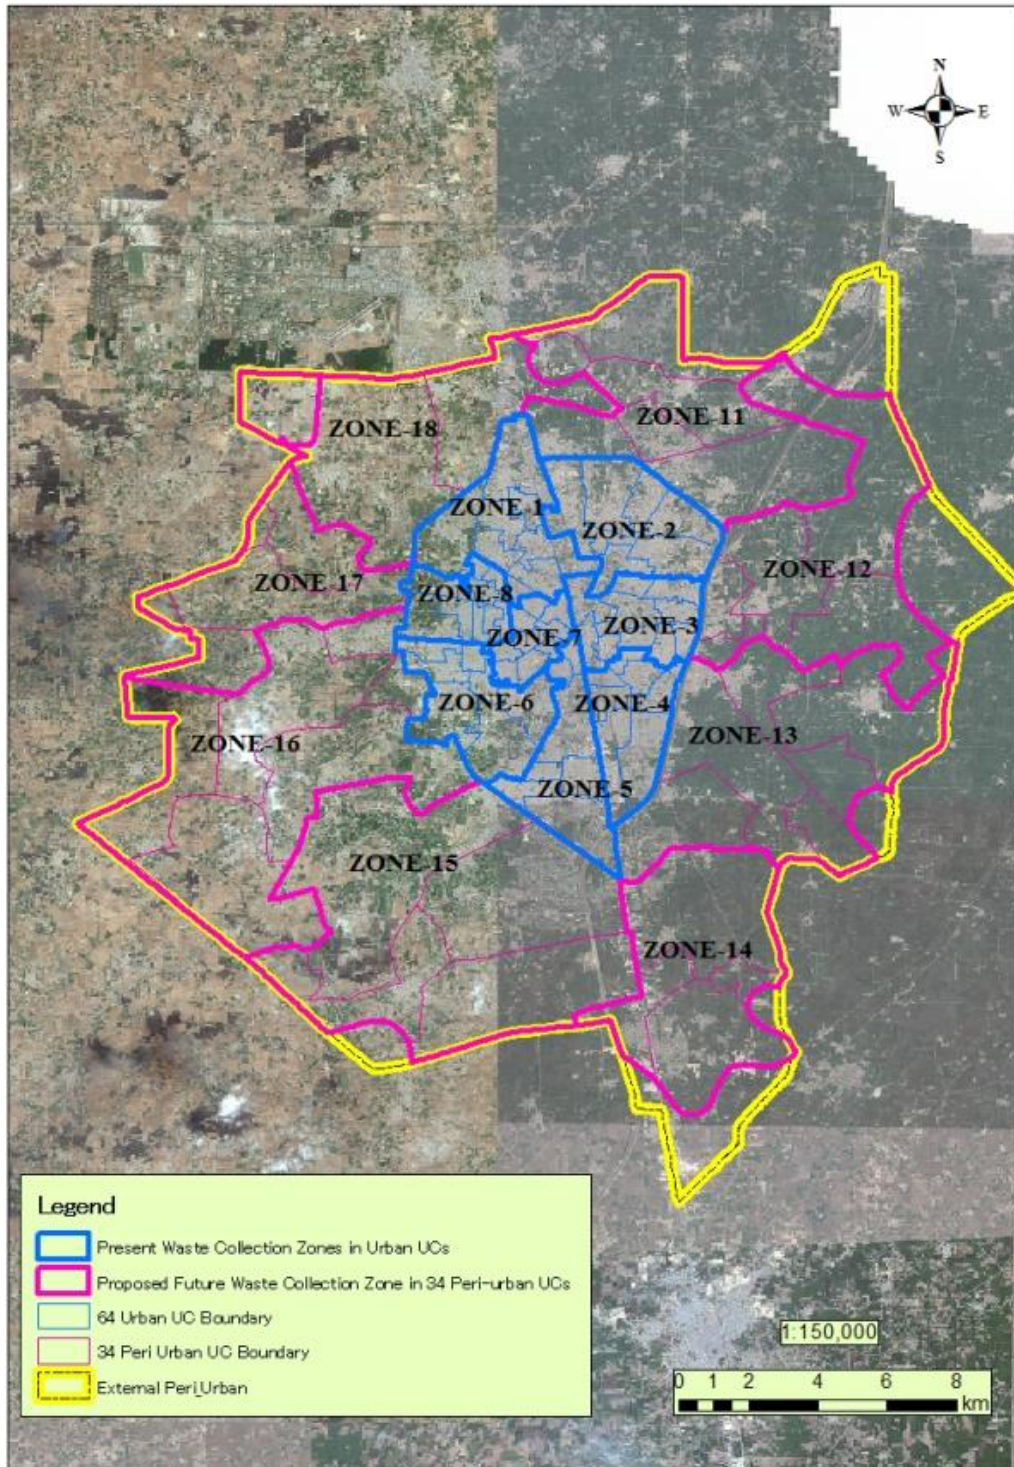 N
W E
S
ZONE-11
ZONE-18
ZONE-1
ZONE-2
ZONE-12
ZONE-17
ZONE-8
ZONE-7
ZONE-3
ZONE-6
ZONE-4
ZONE-13
ZONE-16
ZONE-5
ZONE-15
ZONE-14
Legend
Present Waste Collection Zones in Urban UCs
Proposed Future Waste Collection Zone in 34 Peri-urban UCs
64 Urban UC Boundary
34 Peri Urban UC Boundary
External Peri_Urban
1:150,000
0 1 2 4 6 8
km